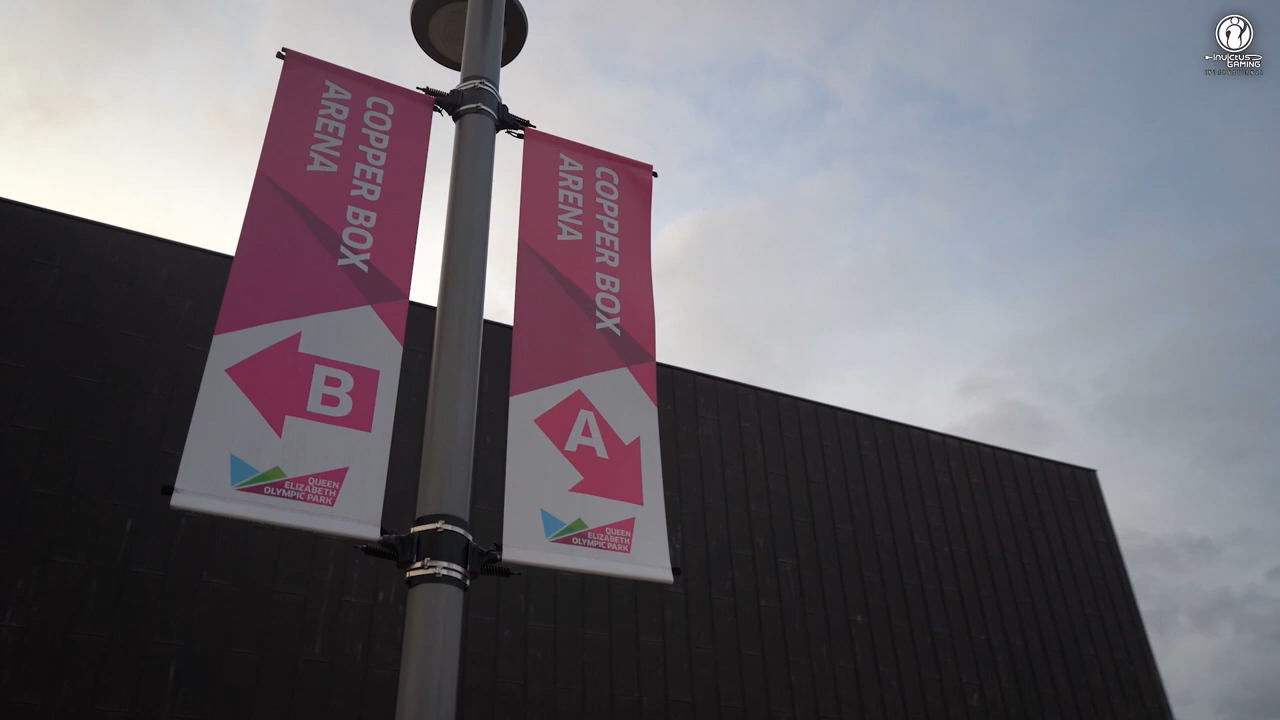 COPPER BOX
ARENA
B
QUEEN
ELIZABETH
OLYMPIC PARK
COPPER BOX
ARENA
A
QUEEN
ELIZABETH
OLYMPIC PARK
INVICTUS
GAMING